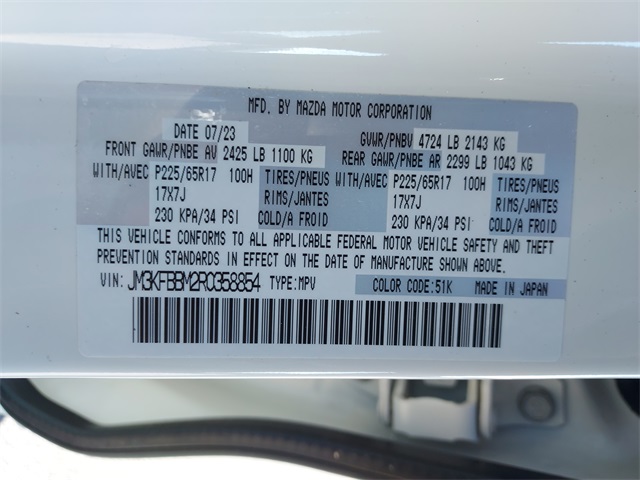 MFD. BY MAZDA MOTOR CORPORATION
DATE 07/23 GVWR/PNBV 4724 LB 2143 KG
FRONT GAWR/PNBE AV 2425 LB 1100 KG REAR GAWR/PNBE AR 2299 LB 1043 KG
WITH/AVEC P225/65R17 100H TIRES/PNEUS WITH/AVEC P225/65R17 100H TIRES/PNEUS
17X7J RIMS/JANTES 17X7J RIMS/JANTES
230 KPA/34 PSI COLD/A FROID 230 KPA/34 PSI COLD/A FROID
THIS VEHICLE CONFORMS TO ALL APPLICABLE FEDERAL MOTOR VEHICLE SAFETY AND THEFT
PREVENTION STANDARDS IN EFFECT ON THE DATE OF MANUFACTURE SHOWN ABOVE.
VIN: JM3KFBBM2R0358854 TYPE:MPV COLOR CODE:51K MADE IN JAPAN